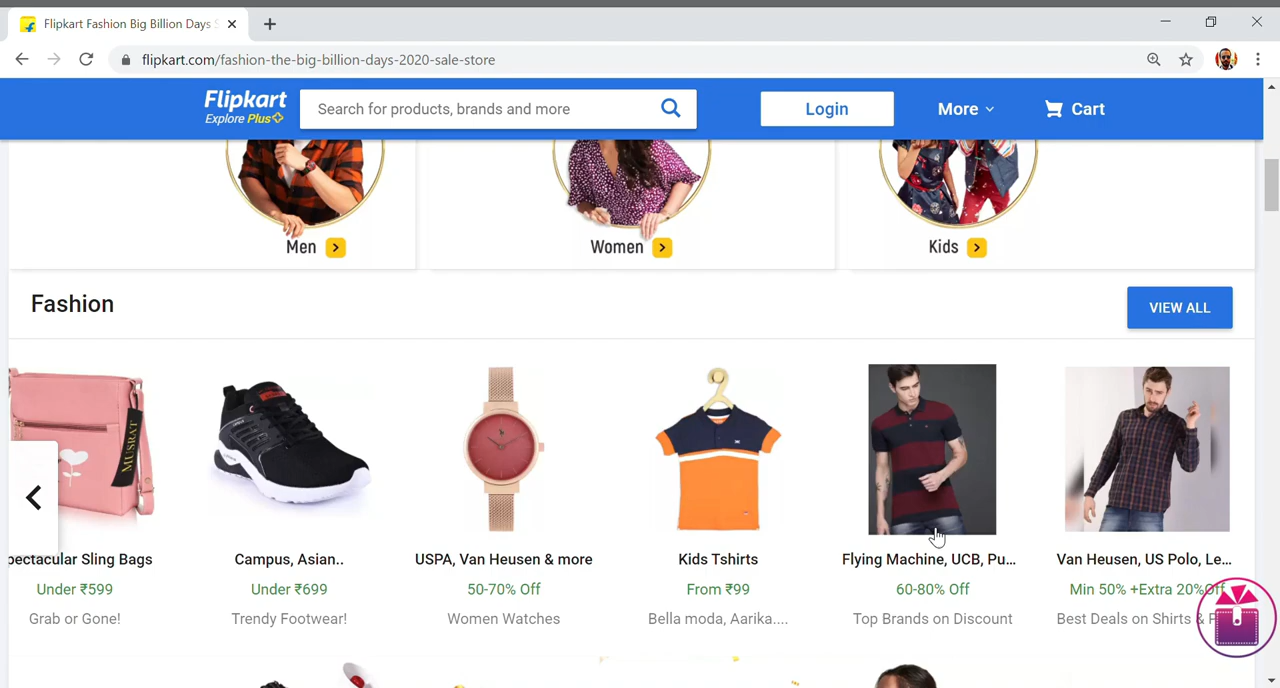 Flipkart Fashion Big Billion Days
flipkart.com/fashion-the-big-billion-days-2020-sale-store
Flipkart
Explore Plus
Search for products, brands and more
Login
More
Cart
Men
Women
Kids
Fashion
VIEW ALL
MUSRAT
pectacular Sling Bags
Campus, Asian..
USPA, Van Heusen & more
Kids Tshirts
Flying Machine, UCB, Pu...
Van Heusen, US Polo, Le...
Under ₹599
Under ₹699
50-70% Off
From ₹99
60-80% Off
Min 50% +Extra 20%Off
Grab or Gone!
Trendy Footwear!
Women Watches
Bella moda, Aarika....
Top Brands on Discount
Best Deals on Shirts &